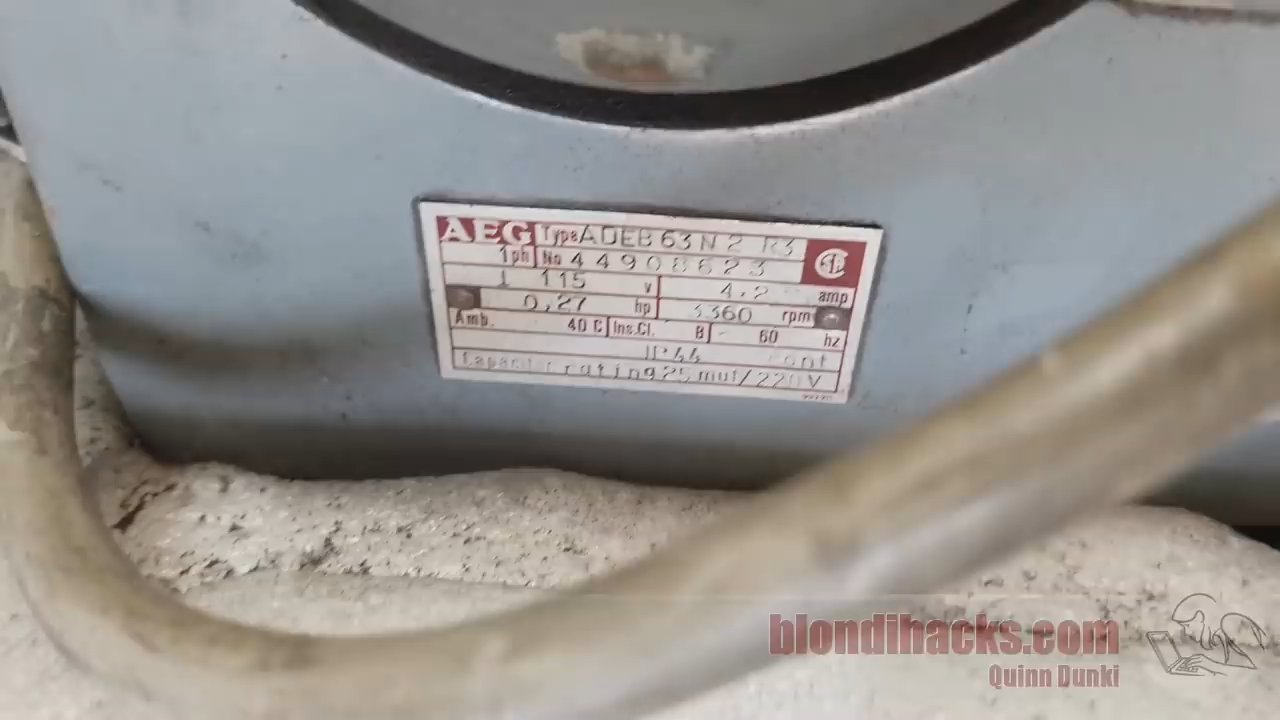 AEG Type ADEB 63 N 2 R3
1ph No 44908623
1 115 v 4.2 amp
0,27 hp 3360 rpm
Amb. 40 C Ins.Cl. B - 60 hz
IP44 cont
rating 25 muf/220V
blondihacks.com
Quinn Dunki